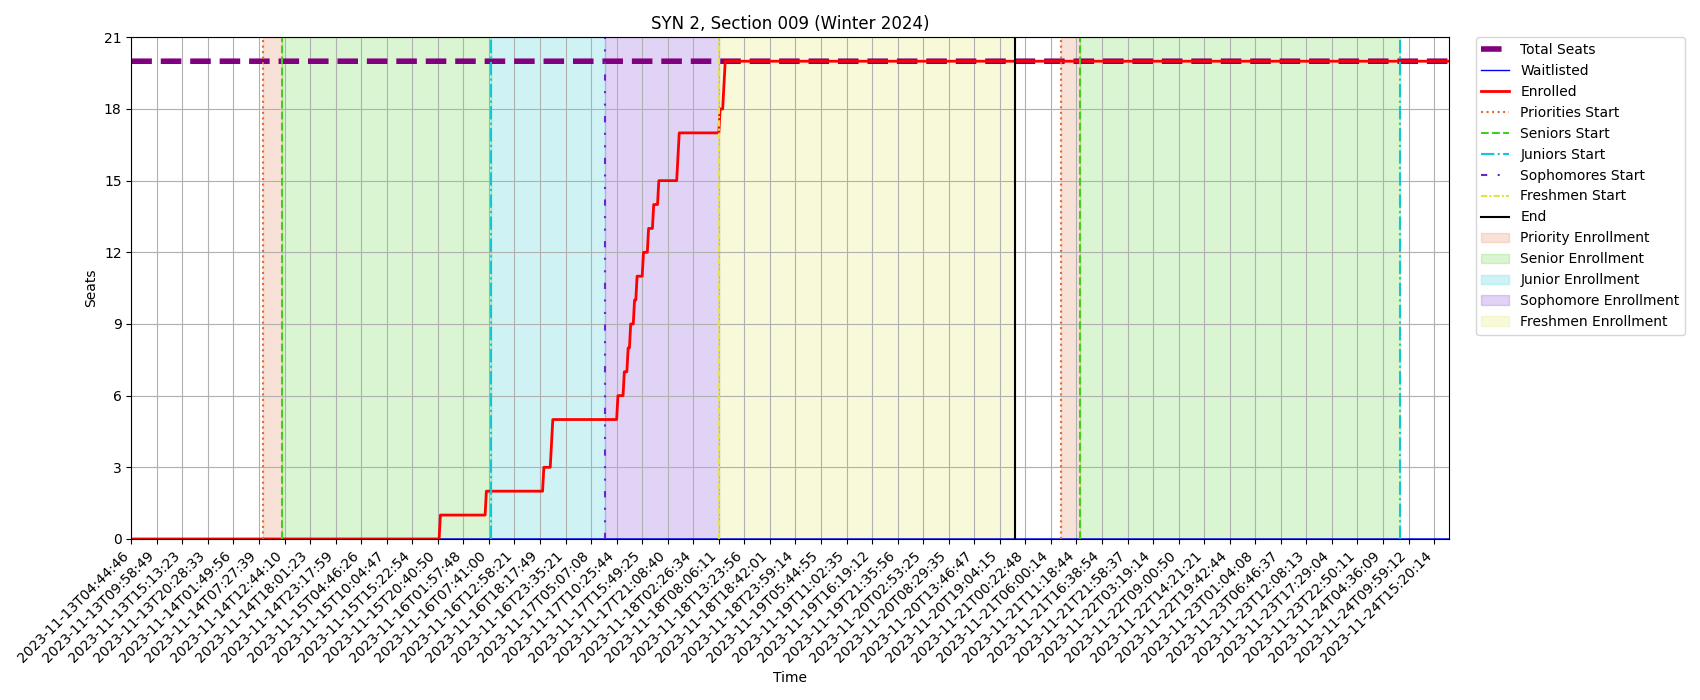 SYN 2, Section 009 (Winter 2024)
21
18
15
12
9
6
3
0
Seats
2023-11-13T04:44:46
2023-11-13T09:58:49
2023-11-13T15:13:23
2023-11-13T20:28:33
2023-11-14T01:49:56
2023-11-14T07:27:39
2023-11-14T12:44:10
2023-11-14T18:01:23
2023-11-14T23:17:59
2023-11-15T04:46:26
2023-11-15T10:04:47
2023-11-15T15:22:54
2023-11-15T20:40:50
2023-11-16T01:57:48
2023-11-16T07:41:00
2023-11-16T12:58:21
2023-11-16T18:17:49
2023-11-16T23:35:21
2023-11-17T05:07:08
2023-11-17T10:25:44
2023-11-17T15:49:25
2023-11-17T21:08:40
2023-11-18T02:26:34
2023-11-18T08:06:11
2023-11-18T13:23:56
2023-11-18T18:42:01
2023-11-18T23:59:14
2023-11-19T05:44:55
2023-11-19T11:02:35
2023-11-19T16:19:12
2023-11-19T21:35:56
2023-11-20T02:53:25
2023-11-20T08:29:35
2023-11-20T13:46:47
2023-11-20T19:04:15
2023-11-21T00:22:48
2023-11-21T06:00:14
2023-11-21T11:18:44
2023-11-21T16:38:54
2023-11-21T21:58:37
2023-11-22T03:19:14
2023-11-22T09:00:50
2023-11-22T14:21:21
2023-11-22T19:42:44
2023-11-23T01:04:08
2023-11-23T06:46:37
2023-11-23T12:08:13
2023-11-23T17:29:04
2023-11-23T22:50:11
2023-11-24T04:36:09
2023-11-24T09:59:12
2023-11-24T15:20:14
Time
Total Seats
Waitlisted
Enrolled
Priorities Start
Seniors Start
Juniors Start
Sophomores Start
Freshmen Start
End
Priority Enrollment
Senior Enrollment
Junior Enrollment
Sophomore Enrollment
Freshmen Enrollment